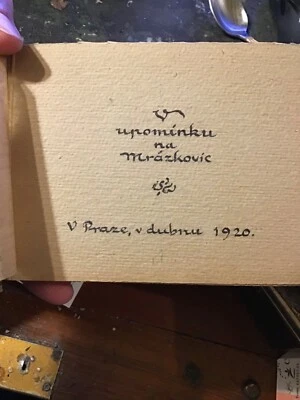 V
upomínku
na
Mrázkovic
V Praze, v dubnu 1920.